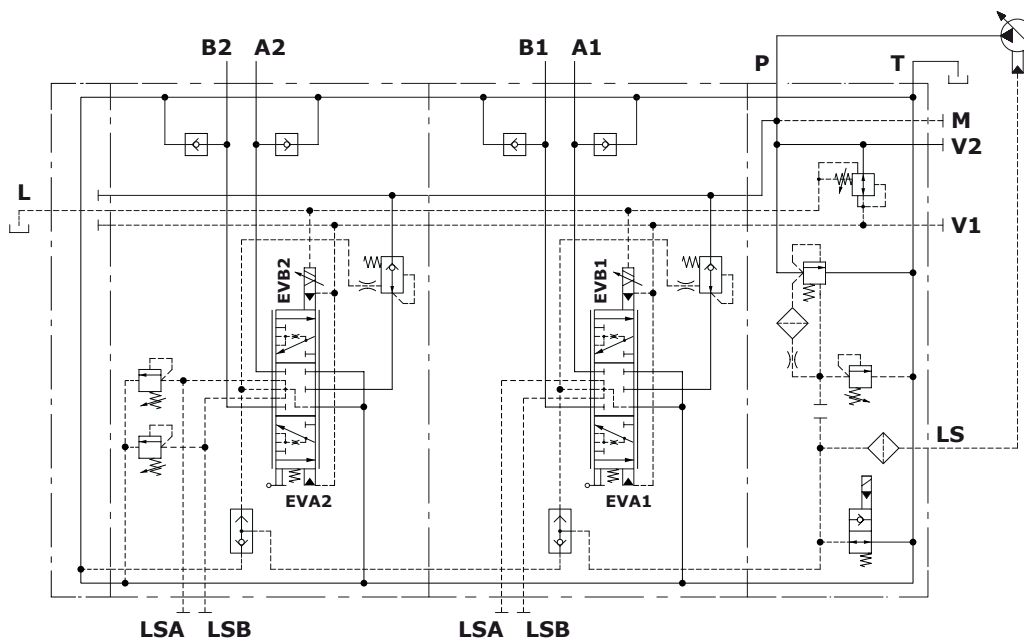 B2 A2
B1 A1
P
T
M
V2
L
V1
EVB2
EVB1
LS
EVA2
EVA1
LSA LSB
LSA LSB